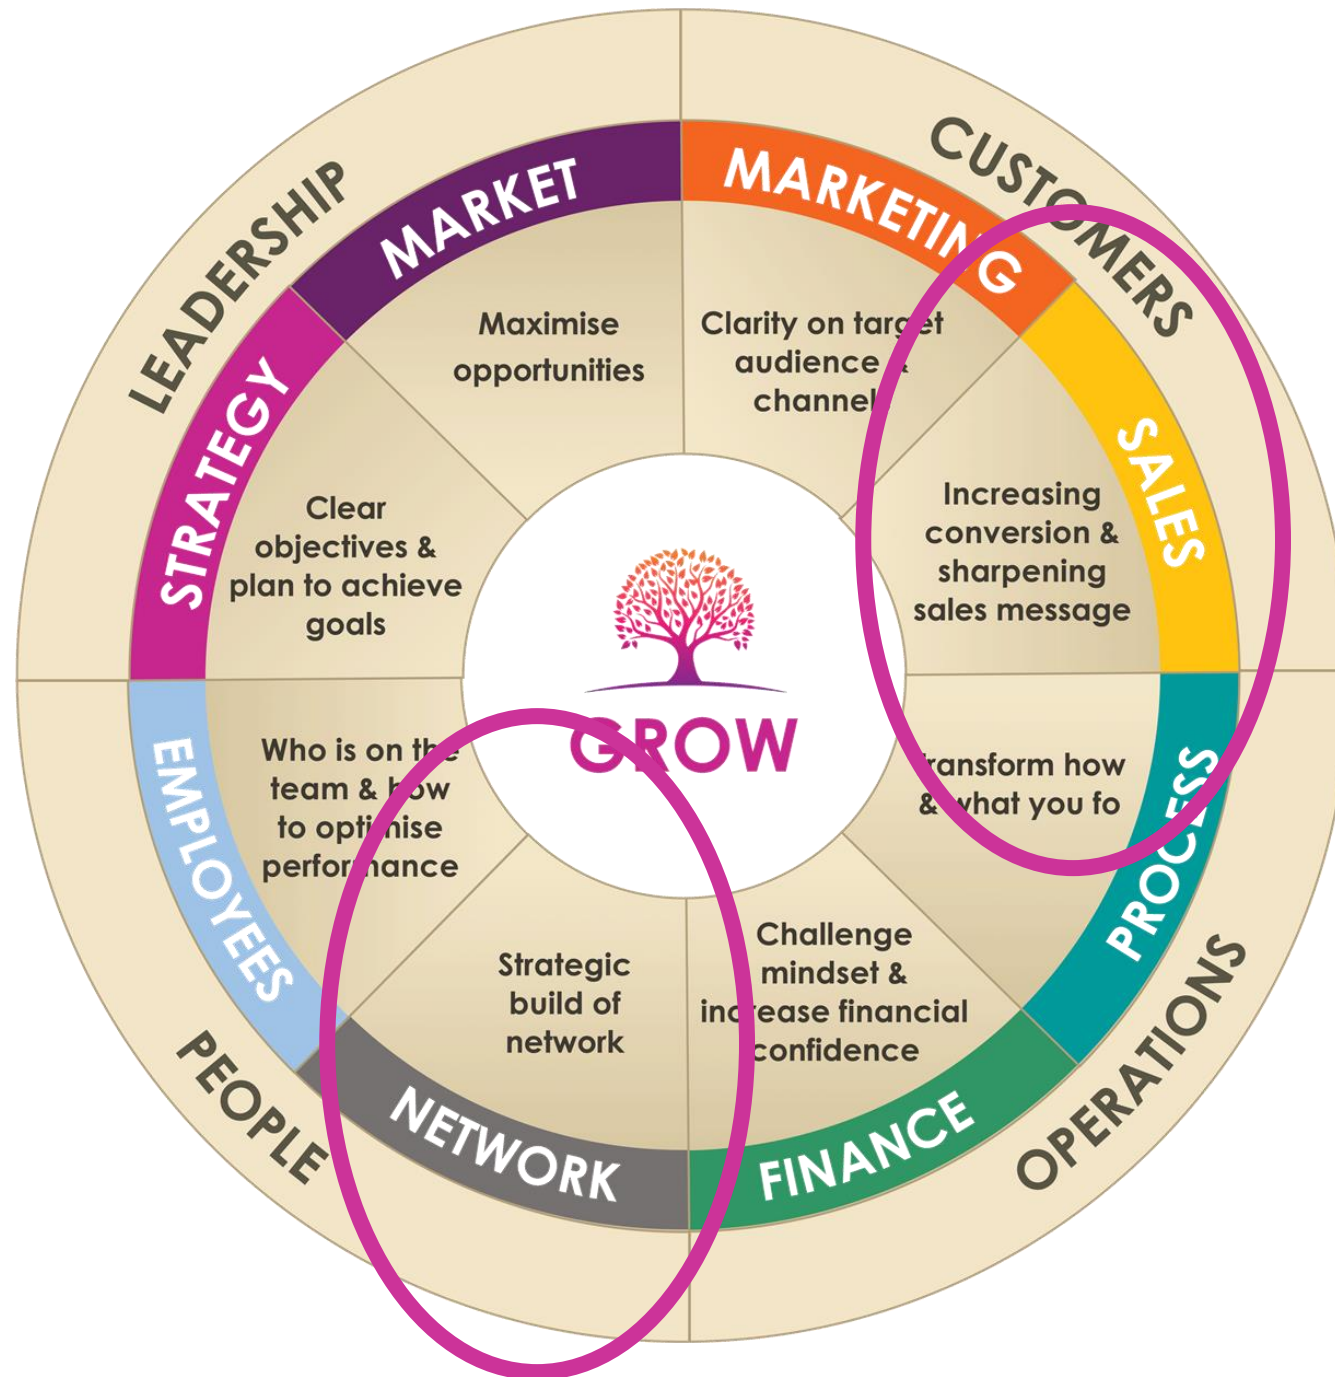 LEADERSHIP
CUSTOMERS
MARKET
MARKETING
Maximise
opportunities
Clarity on target
audience &
channels
STRATEGY
Clear
objectives &
plan to achieve
goals
SALES
Increasing
conversion &
sharpening
sales message
GROW
EMPLOYEES
Who is on the
team & how
to optimise
performance
PROCESS
Transform how
& what you fo
NETWORK
Strategic
build of
network
FINANCE
Challenge
mindset &
increase financial
confidence
PEOPLE
OPERATIONS